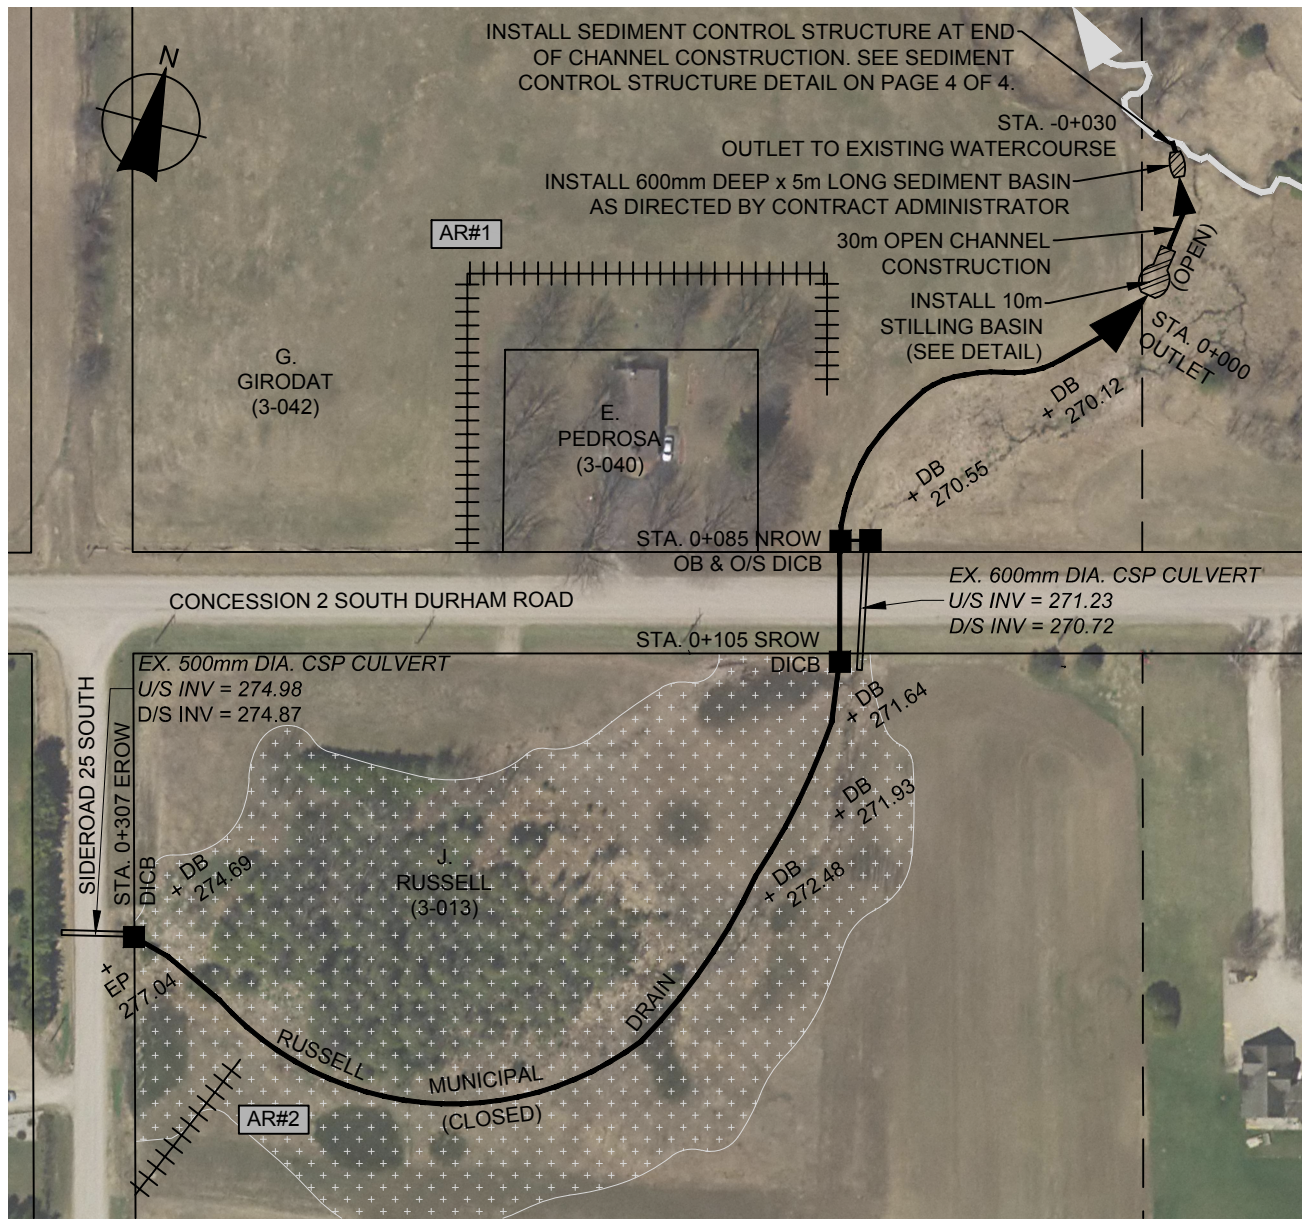 INSTALL SEDIMENT CONTROL STRUCTURE AT END
OF CHANNEL CONSTRUCTION. SEE SEDIMENT
CONTROL STRUCTURE DETAIL ON PAGE 4 OF 4.
N
STA. -0+030
OUTLET TO EXISTING WATERCOURSE
INSTALL 600mm DEEP x 5m LONG SEDIMENT BASIN
AS DIRECTED BY CONTRACT ADMINISTRATOR
AR#1
30m OPEN CHANNEL
CONSTRUCTION
(OPEN)
INSTALL 10m
STILLING BASIN
(SEE DETAIL)
STA. 0+000
OUTLET
G.
GIRODAT
(3-042)
E.
PEDROSA
(3-040)
+ DB
270.12
+ DB
270.55
STA. 0+085 NROW
OB & O/S DICB
EX. 600mm DIA. CSP CULVERT
U/S INV = 271.23
D/S INV = 270.72
CONCESSION 2 SOUTH DURHAM ROAD
STA. 0+105 SROW
DICB
EX. 500mm DIA. CSP CULVERT
U/S INV = 274.98
D/S INV = 274.87
SIDEROAD 25 SOUTH
STA. 0+307 EROW
DICB
+ DB
271.64
+ DB
271.93
+ DB
274.69
J.
RUSSELL
(3-013)
+ DB
272.48
+
EP
277.04
RUSSELL
MUNICIPAL
DRAIN
(CLOSED)
AR#2